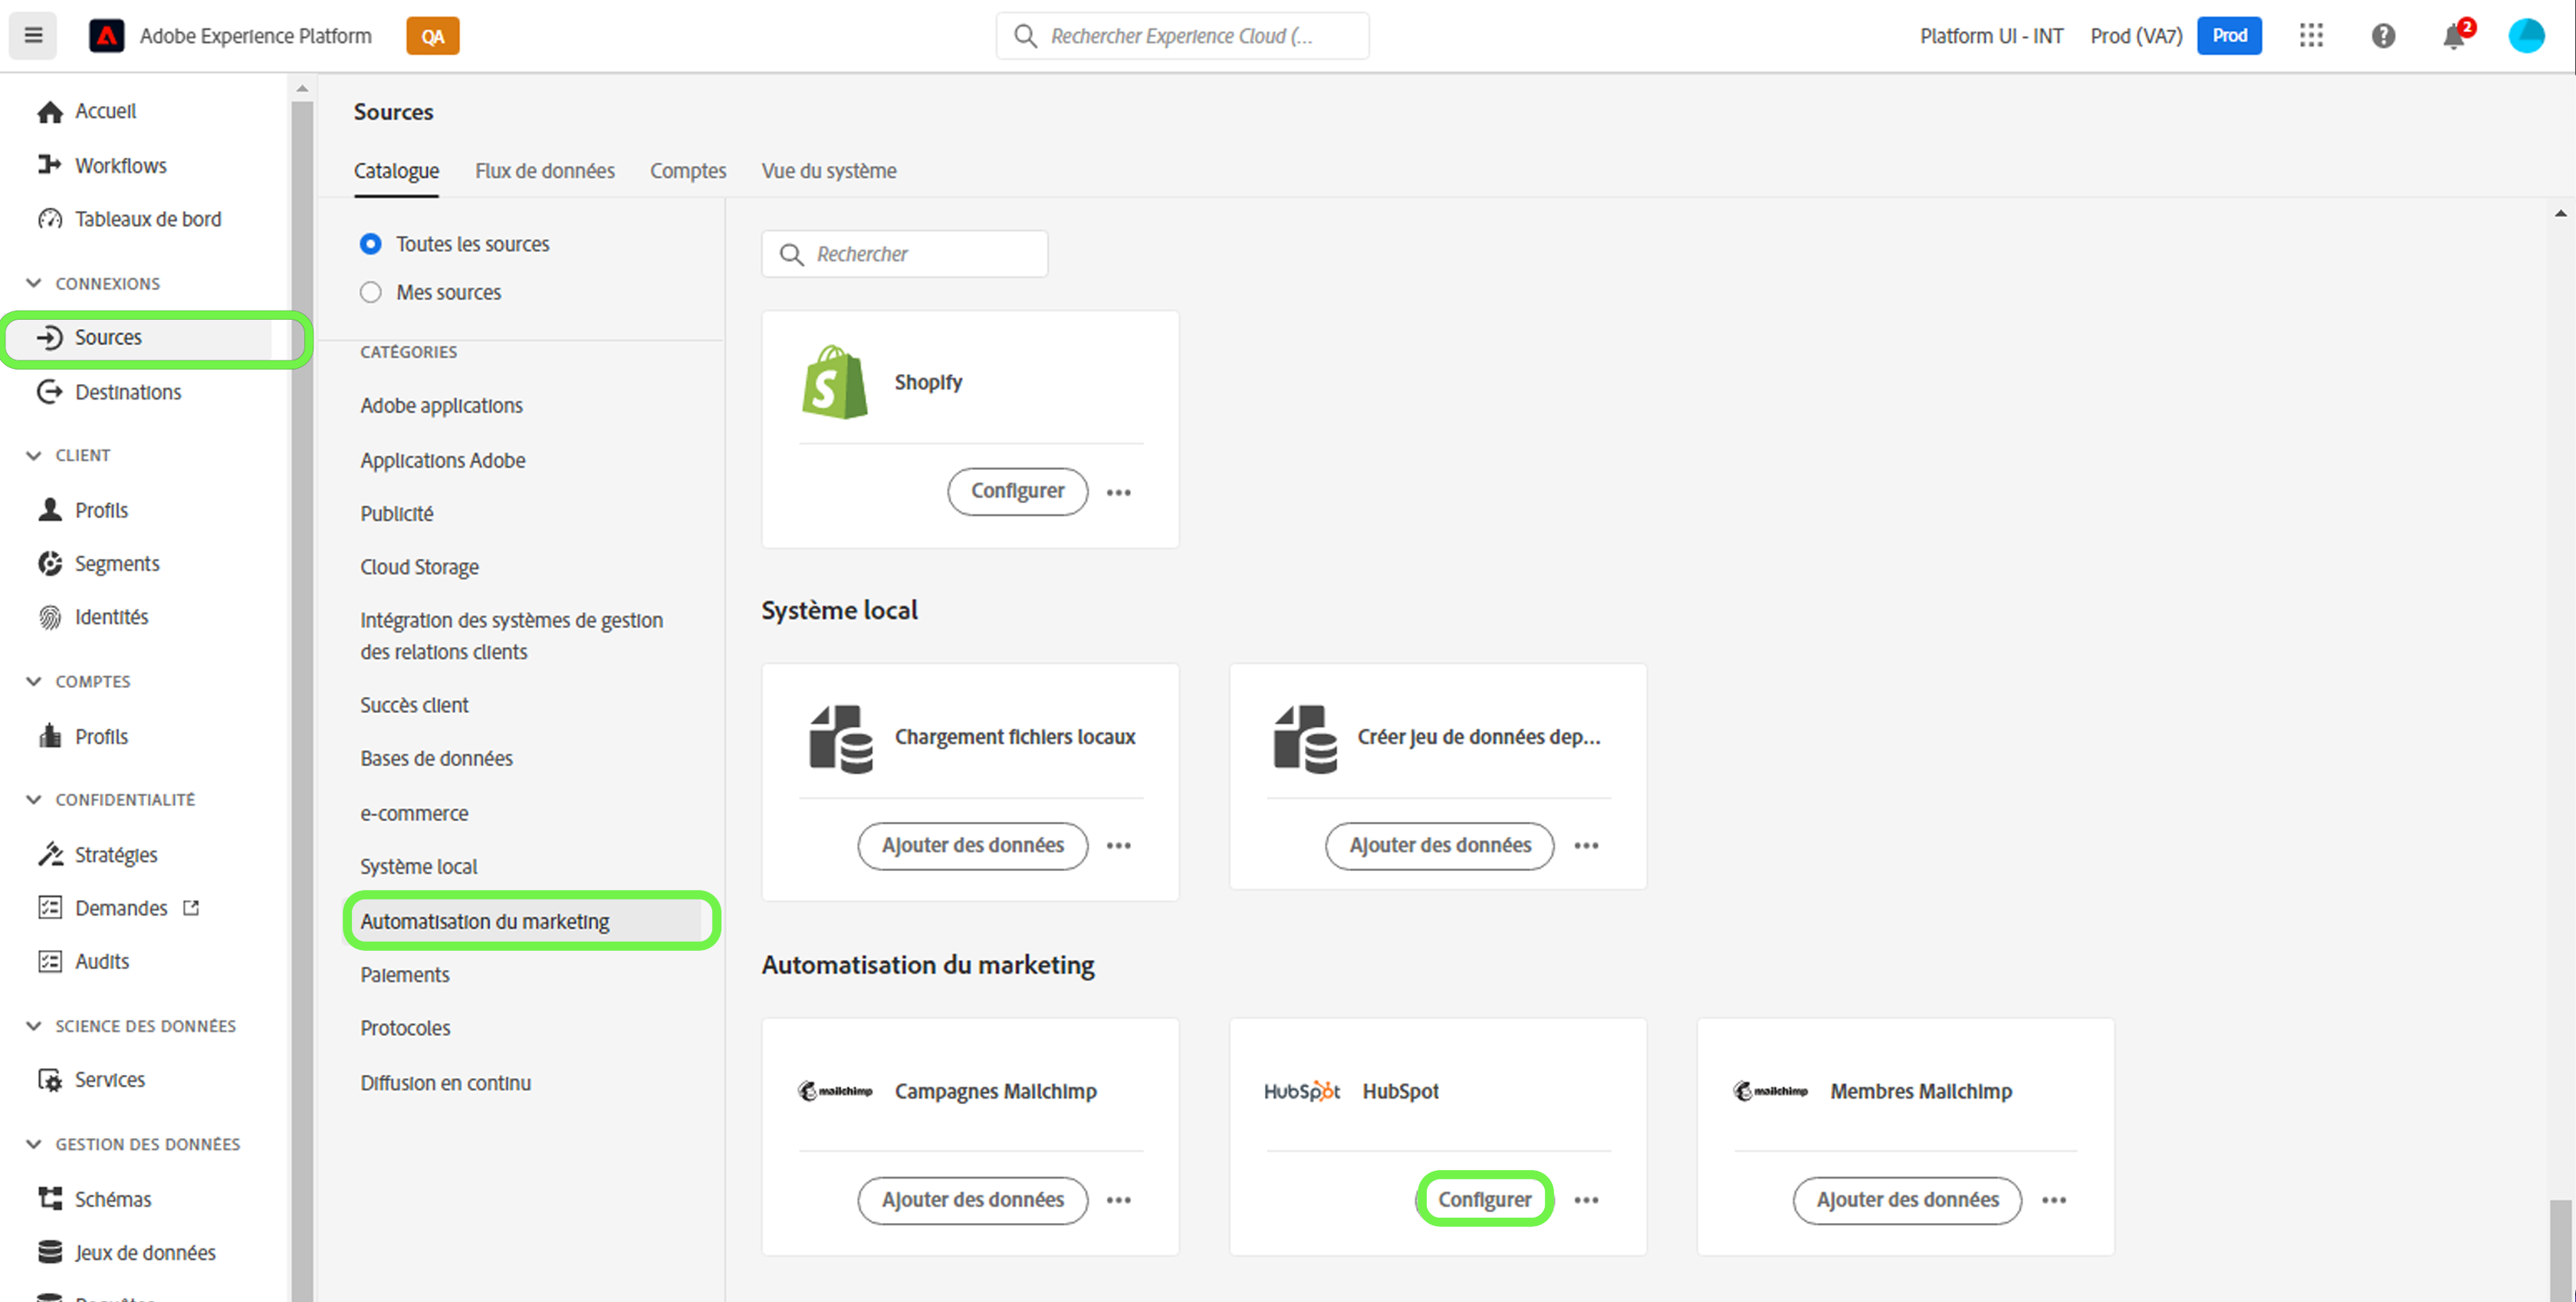 Adobe Experience Platform
QA
Rechercher Experience Cloud (...
Platform UI - INT
Prod (VA7)
Prod
2
Accueil
Workflows
Tableaux de bord
CONNEXIONS
Sources
Destinations
CLIENT
Profils
Segments
Identités
COMPTES
Profils
CONFIDENTIALITÉ
Stratégies
Demandes
Audits
SCIENCE DES DONNÉES
Services
GESTION DES DONNÉES
Schémas
Jeux de données
Sources
Catalogue
Flux de données
Comptes
Vue du système
Toutes les sources
Mes sources
CATÉGORIES
Adobe applications
Applications Adobe
Publicité
Cloud Storage
Intégration des systèmes de gestion
des relations clients
Succès client
Bases de données
e-commerce
Système local
Automatisation du marketing
Paiements
Protocoles
Diffusion en continu
Rechercher
Shopify
Configurer
Système local
Chargement fichiers locaux
Ajouter des données
Créer jeu de données dep...
Ajouter des données
Automatisation du marketing
mailchimp
Campagnes Mailchimp
Ajouter des données
HubSpot
HubSpot
Configurer
mailchimp
Membres Mailchimp
Ajouter des données